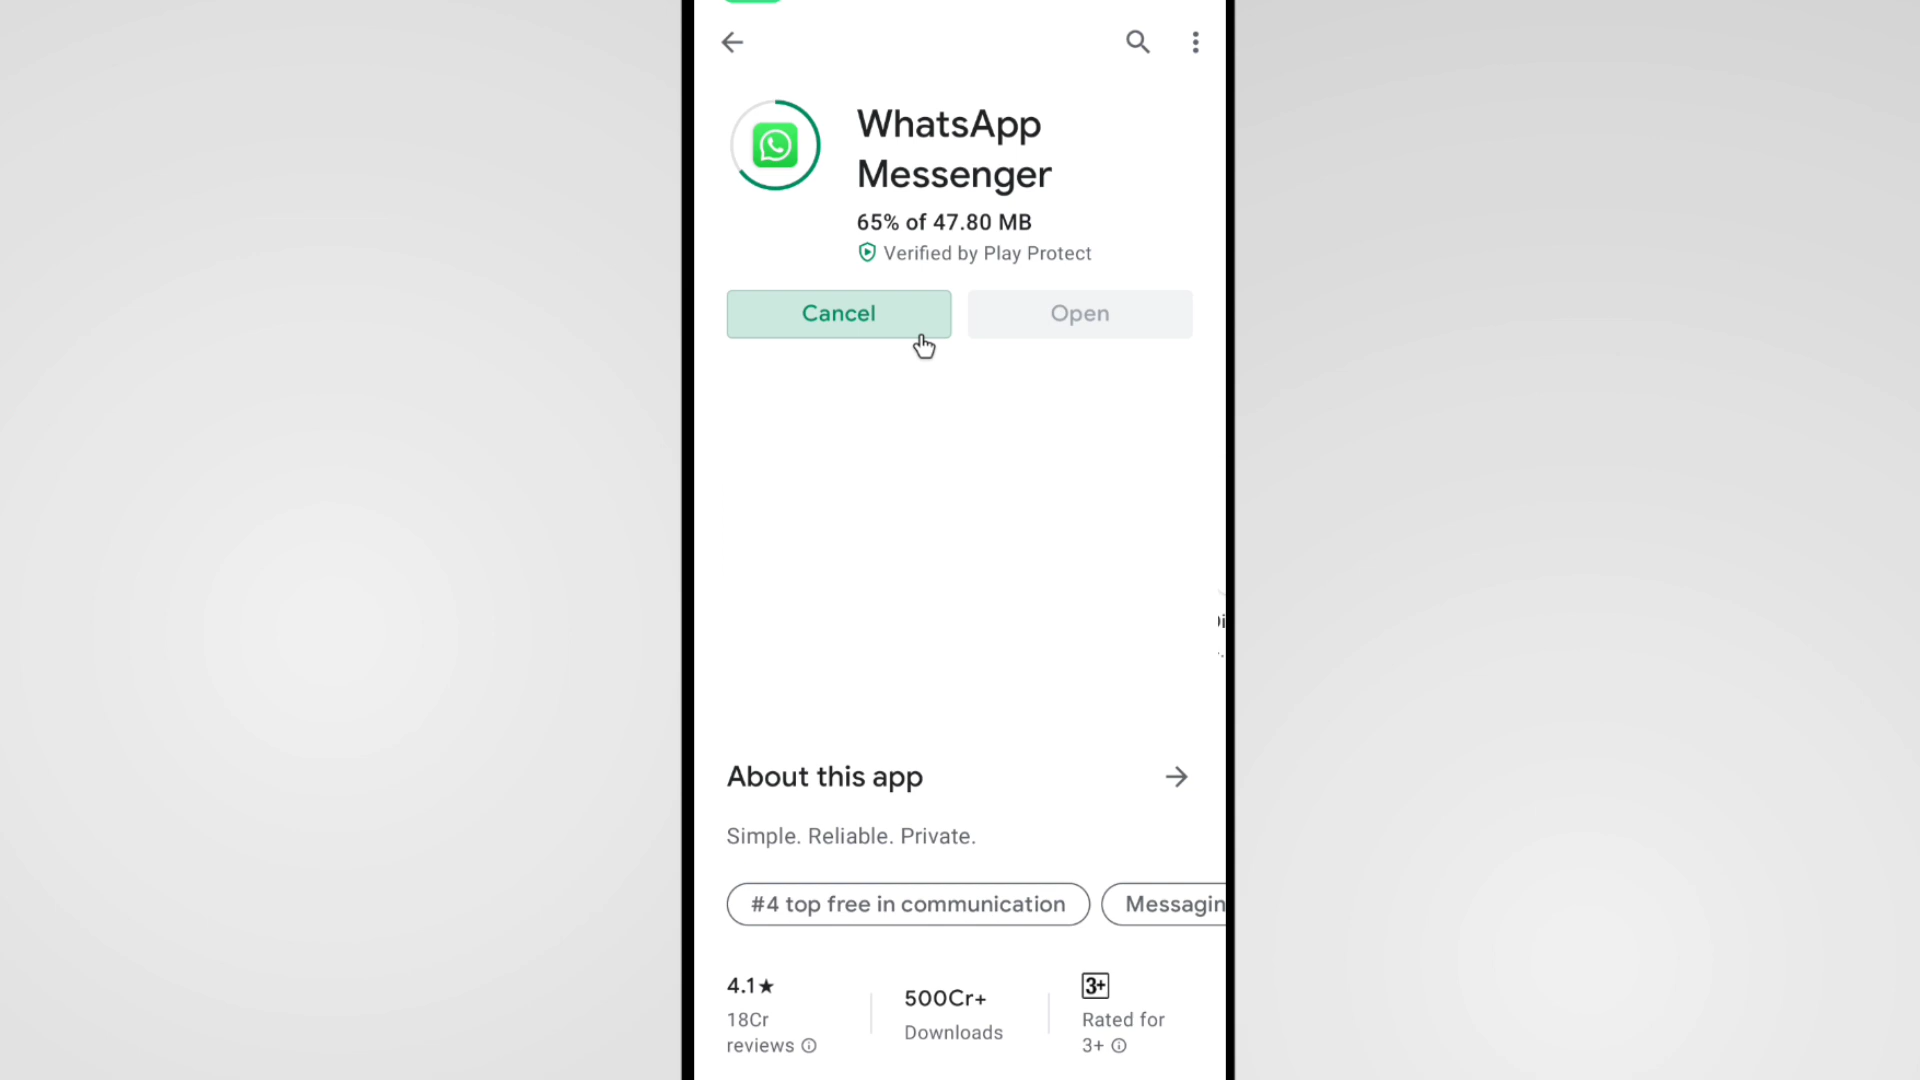 WhatsApp
Messenger
65% of 47.80 MB
Verified by Play Protect
Cancel
Open
About this app
Simple. Reliable. Private.
#4 top free in communication
Messagin
4.1★
18Cr
reviews
500Cr+
Downloads
3+
Rated for
3+